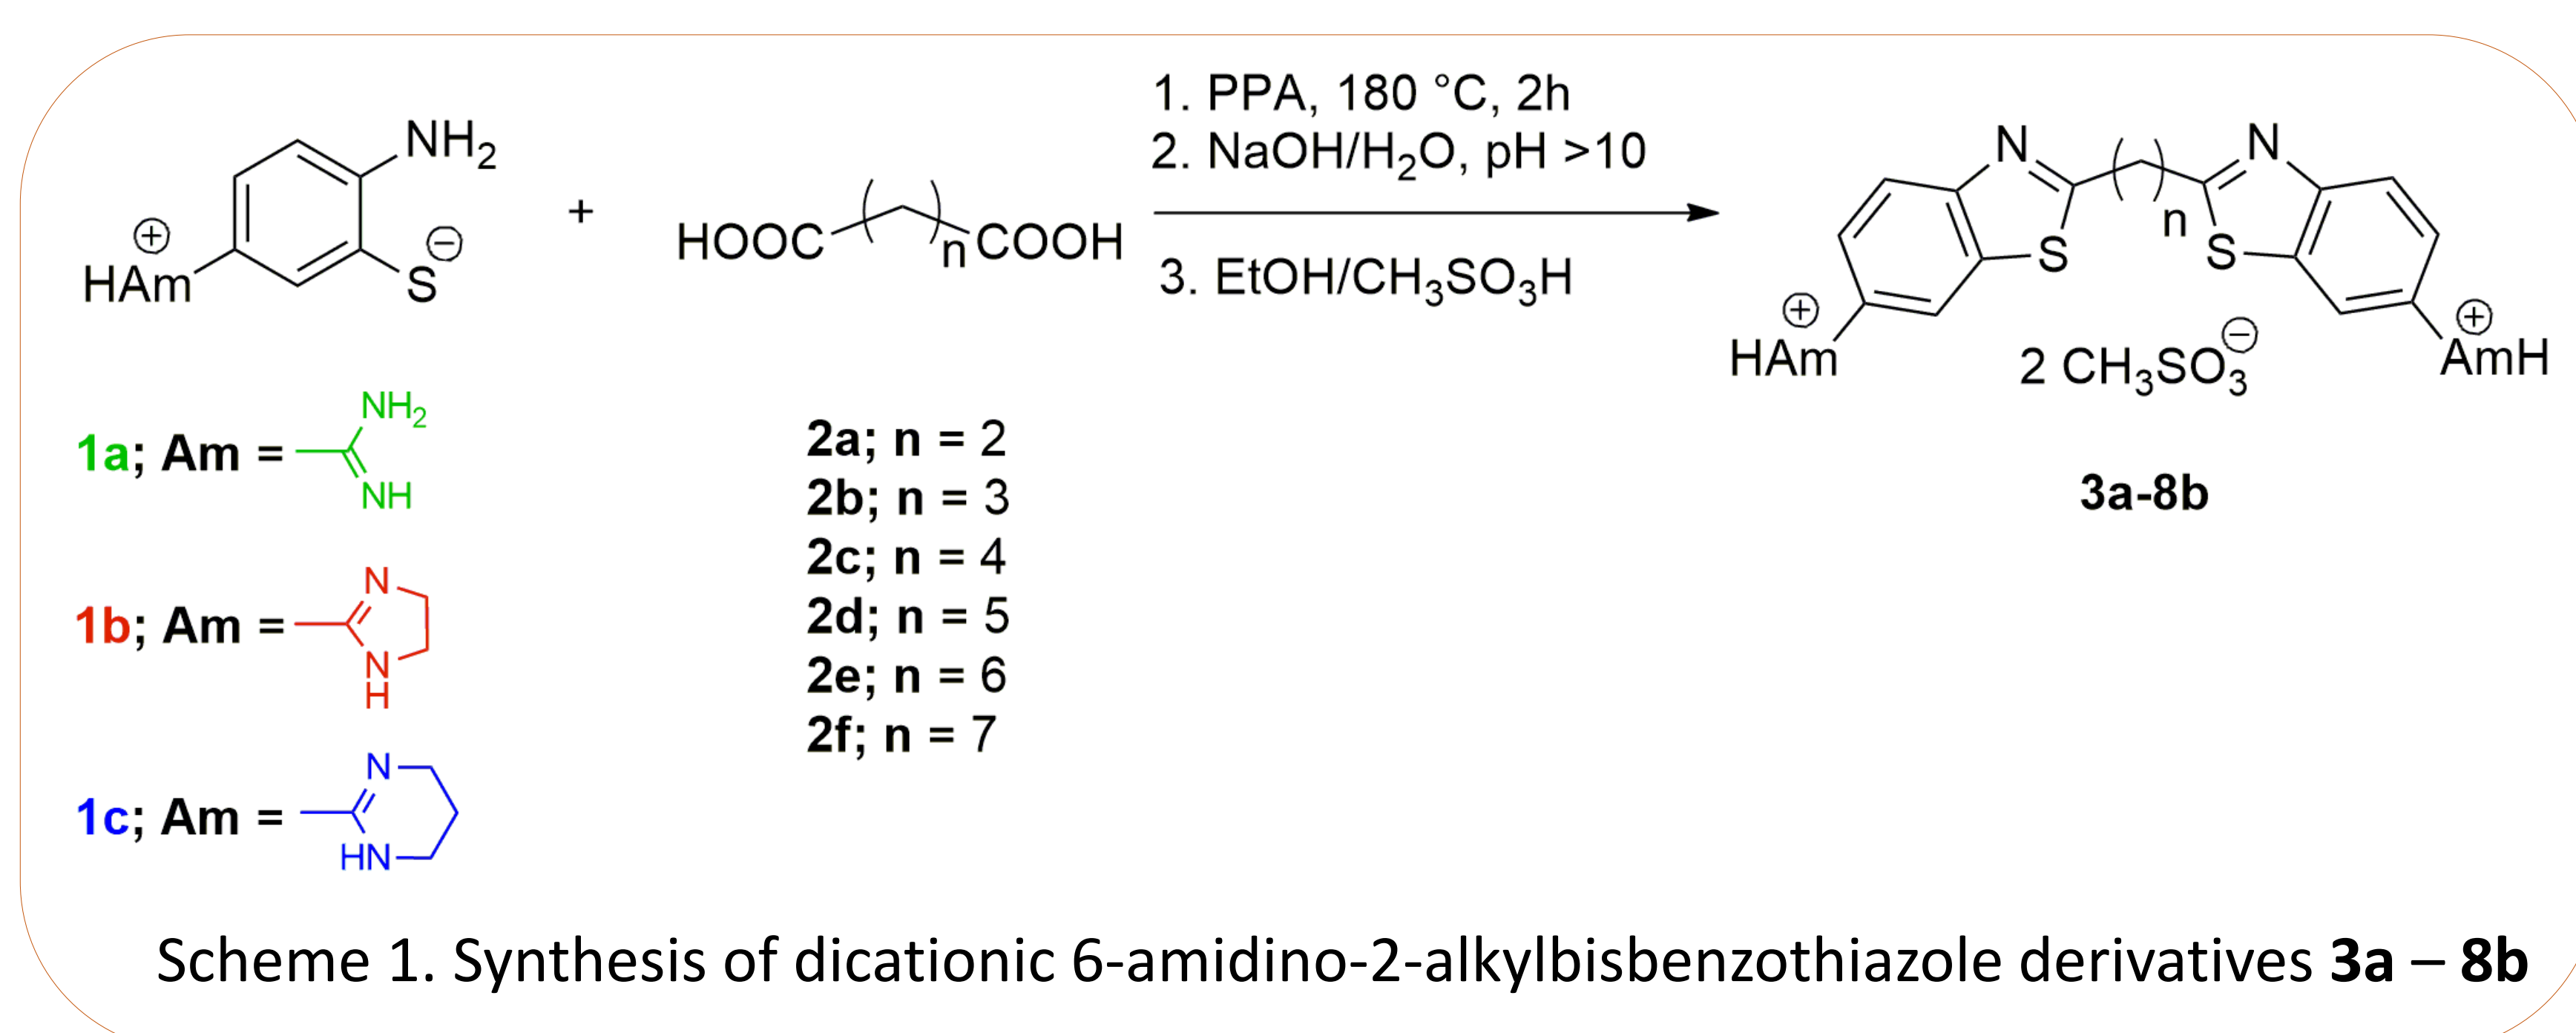 1. PPA, 180 °C, 2h
2. NaOH/H₂O, pH >10
3. EtOH/CH₃SO₃H
NH₂
⊕
HAm
⊖
S
+
HOOC ( ) n COOH
N N
( ) n
S S
⊕ ⊕
HAm 2 CH₃SO₃ ⊖ AmH
3a-8b
1a; Am =
NH₂
NH
1b; Am =
N
N
H
1c; Am =
N
HN
2a; n = 2
2b; n = 3
2c; n = 4
2d; n = 5
2e; n = 6
2f; n = 7
Scheme 1. Synthesis of dicationic 6-amidino-2-alkylbisbenzothiazole derivatives 3a – 8b